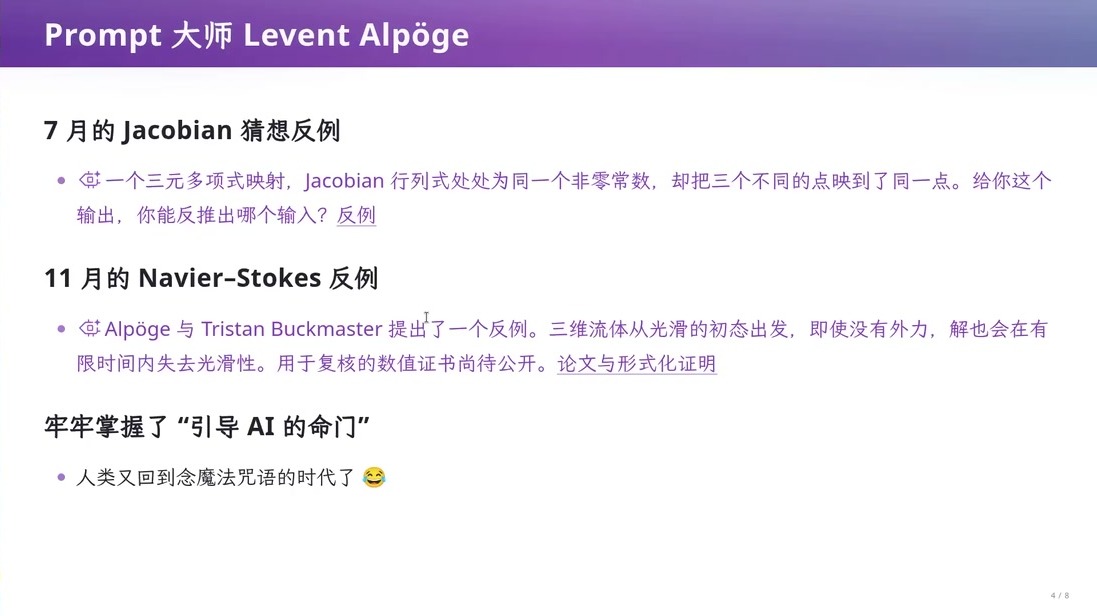 Prompt 大师 Levent Alpöge
7 月的 Jacobian 猜想反例
一个三元多项式映射，Jacobian 行列式处处为同一个非零常数，却把三个不同的点映到了同一点。给你这个
输出，你能反推出哪个输入？反例
11 月的 Navier–Stokes 反例
Alpöge 与 Tristan Buckmaster 提出了一个反例。三维流体从光滑的初态出发，即使没有外力，解也会在有
限时间内失去光滑性。用于复核的数值证书尚待公开。论文与形式化证明
牢牢掌握了 “引导 AI 的命门”
人类又回到念魔法咒语的时代了 😂
4 / 8